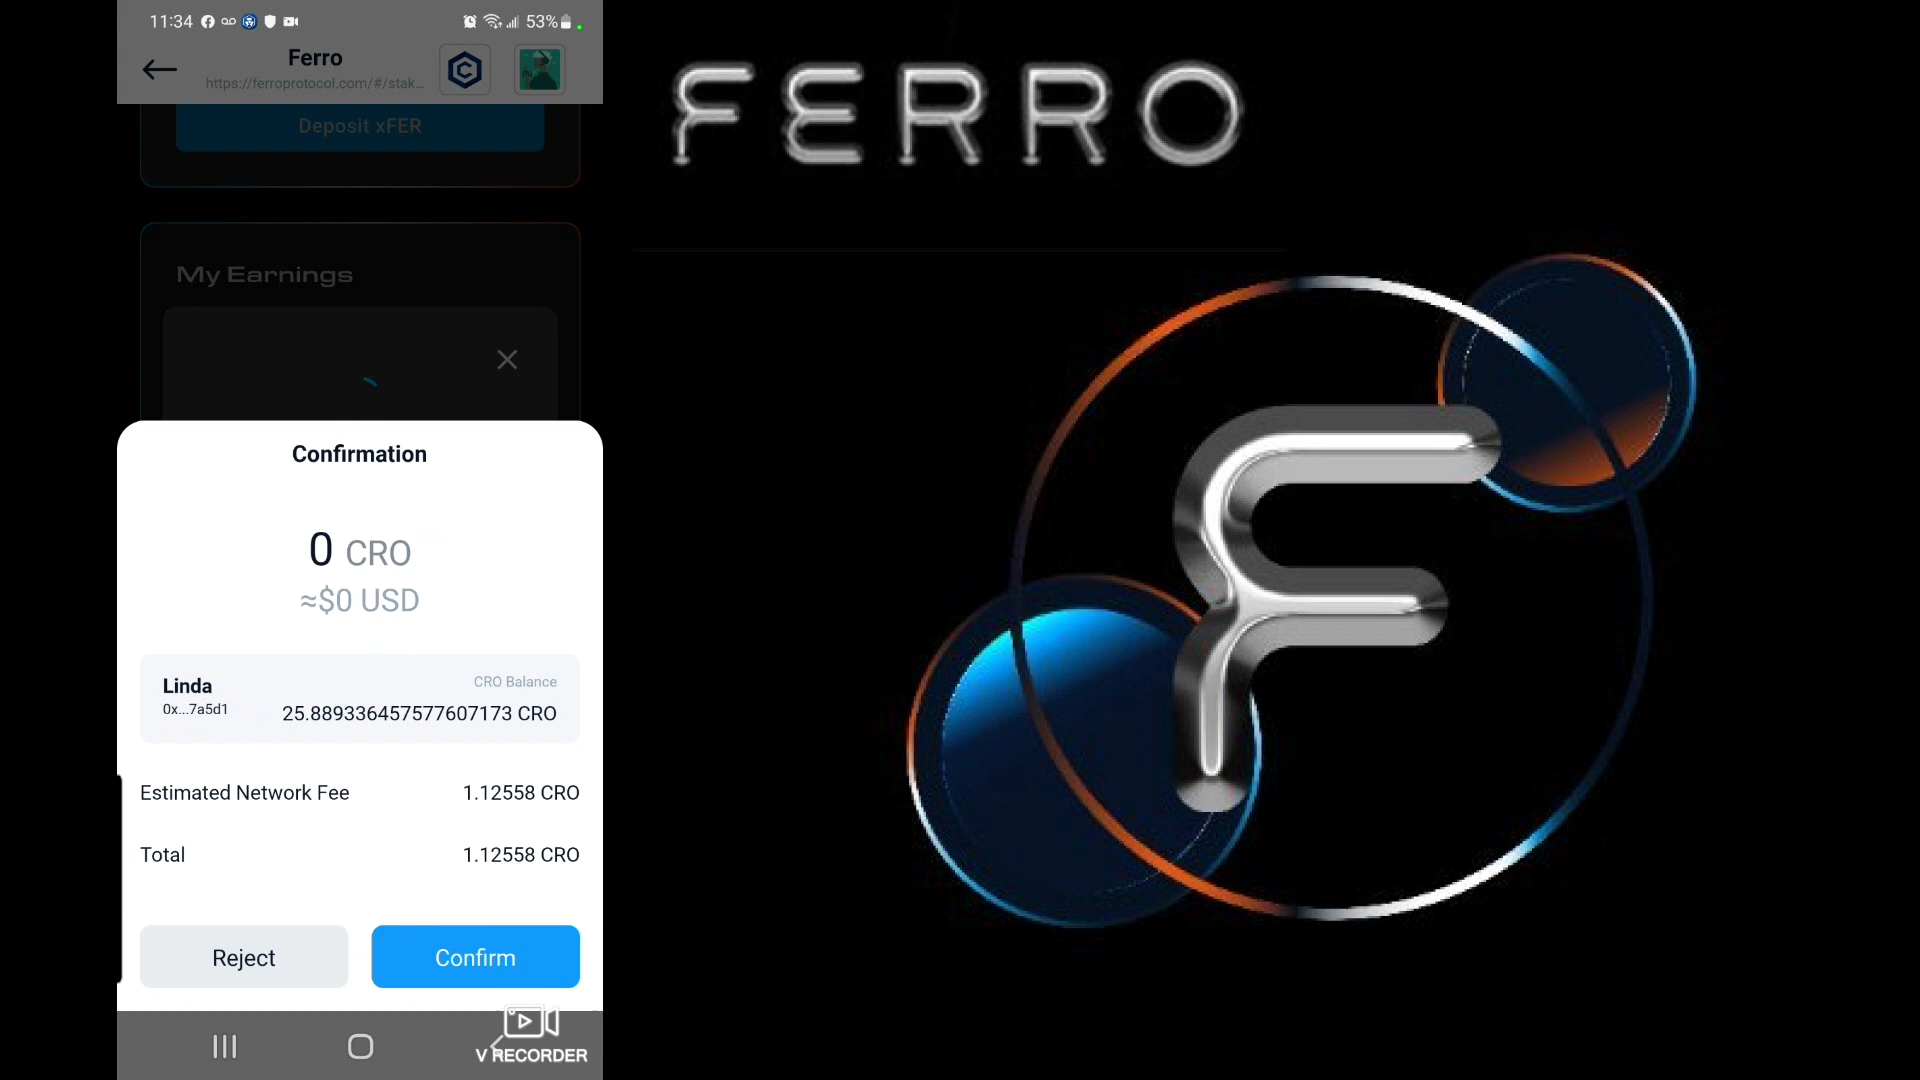 11:34
53%
Ferro
https://ferroprotocol.com/#/stak...
Deposit xFER
My Earnings
Confirmation
0 CRO
≈$0 USD
Linda
CRO Balance
0x...7a5d1
25.889336457577607173 CRO
Estimated Network Fee
1.12558 CRO
Total
1.12558 CRO
Reject
Confirm
V RECORDER
FERRO